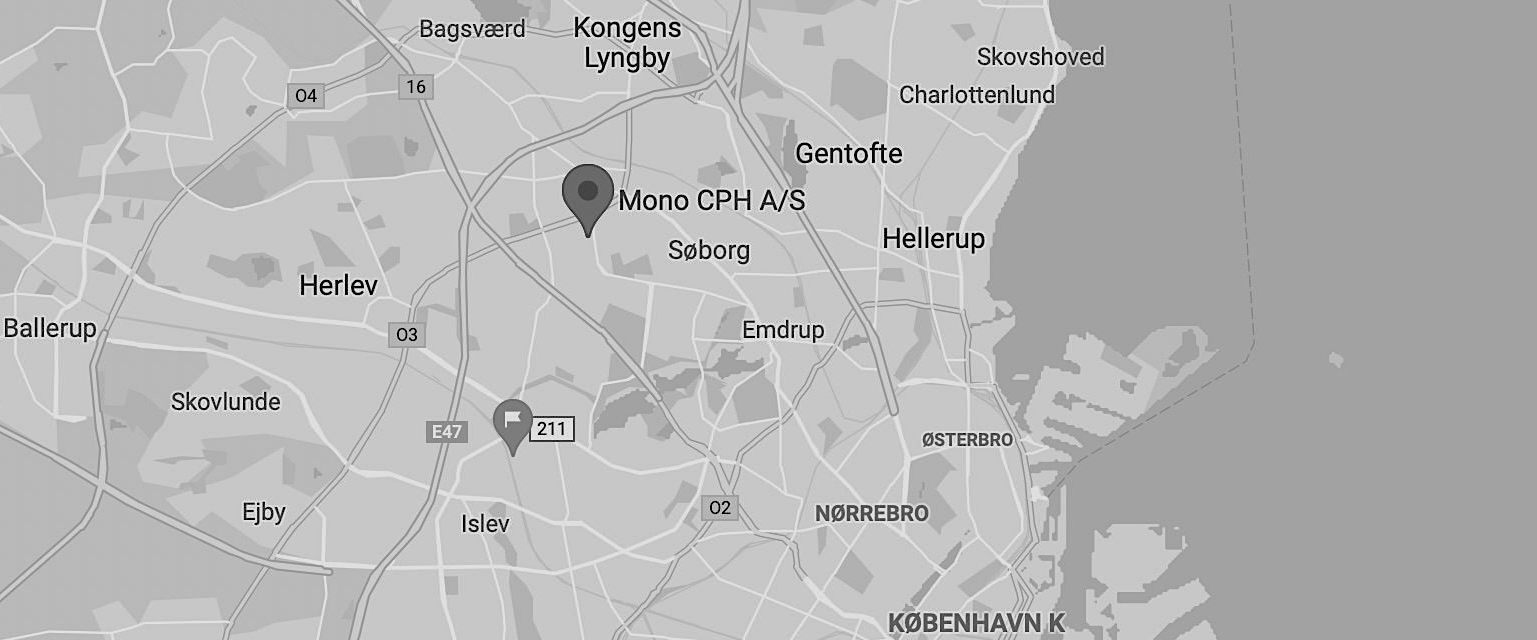 Bagsværd
Kongens
Lyngby
Skovshoved
16
O4
Charlottenlund
Gentofte
Mono CPH A/S
Hellerup
Søborg
Herlev
Ballerup
O3
Emdrup
Skovlunde
E47
211
ØSTERBRO
O2
Ejby
NØRREBRO
Islev
KØBENHAVN K